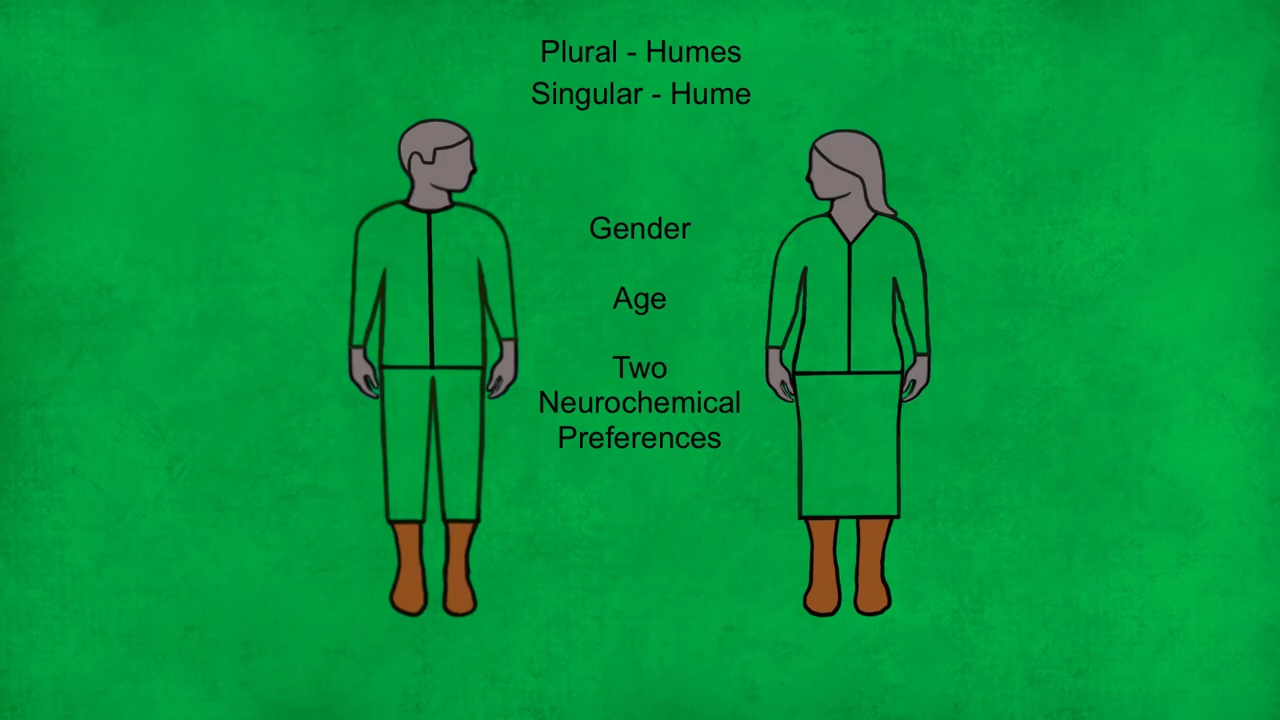 Plural - Humes
Singular - Hume
Gender
Age
Two
Neurochemical
Preferences